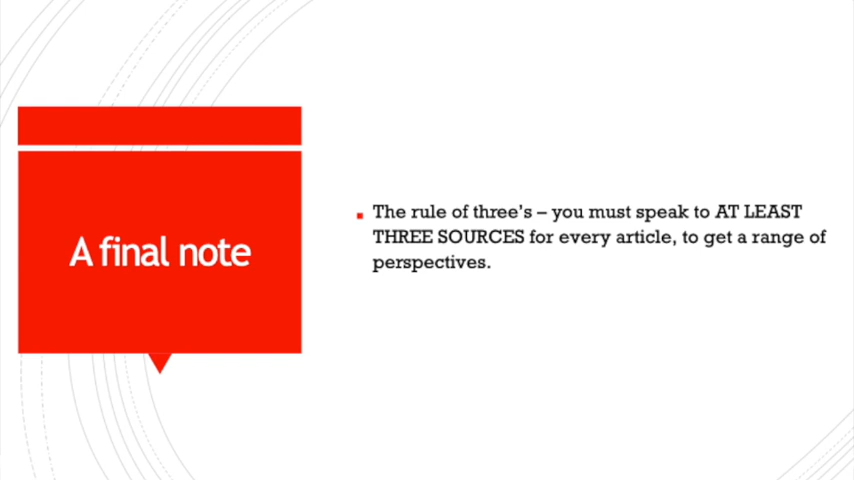 A final note
The rule of three’s – you must speak to AT LEAST
THREE SOURCES for every article, to get a range of
perspectives.